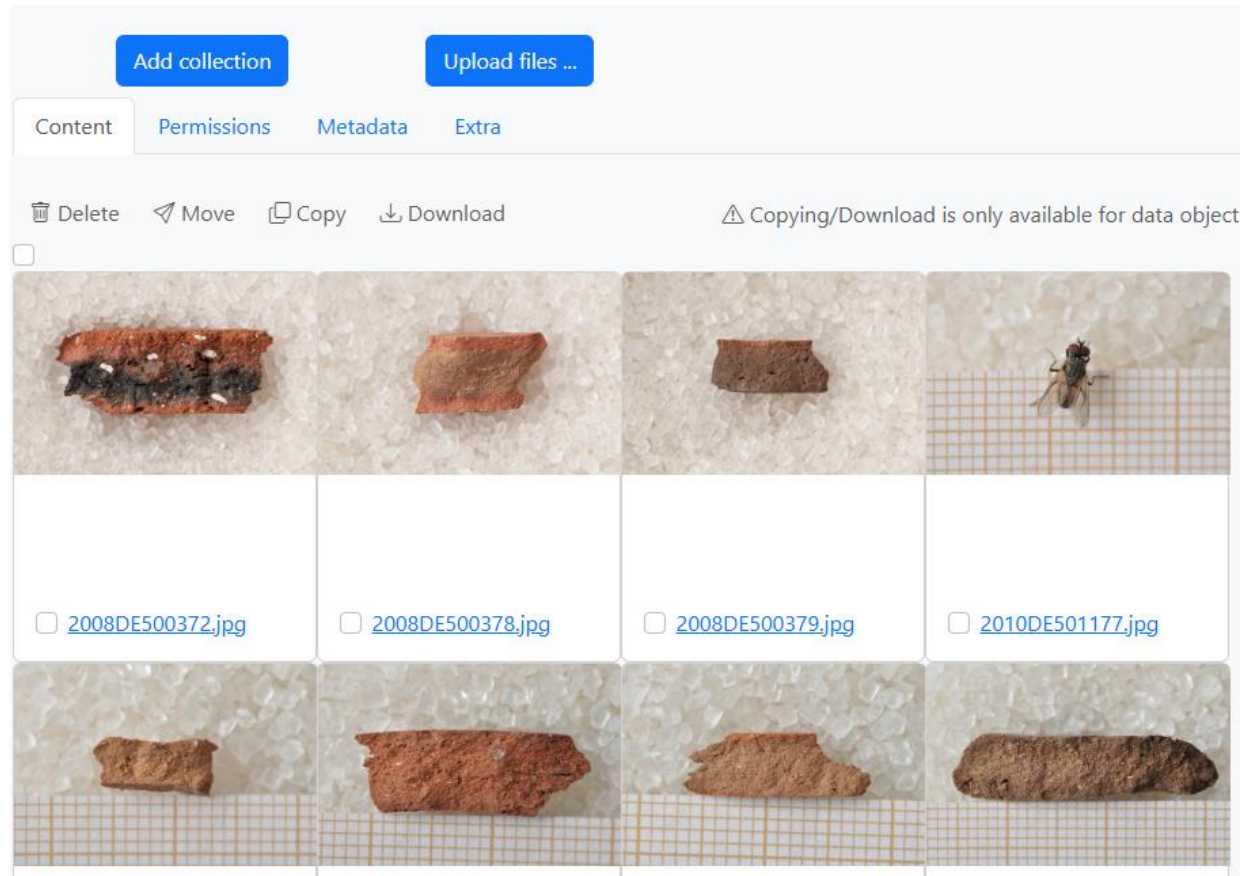 Add collection Upload files ...
Content Permissions Metadata Extra
Delete Move Copy Download Copying/Download is only available for data object
2008DE500372.jpg 2008DE500378.jpg 2008DE500379.jpg 2010DE501177.jpg